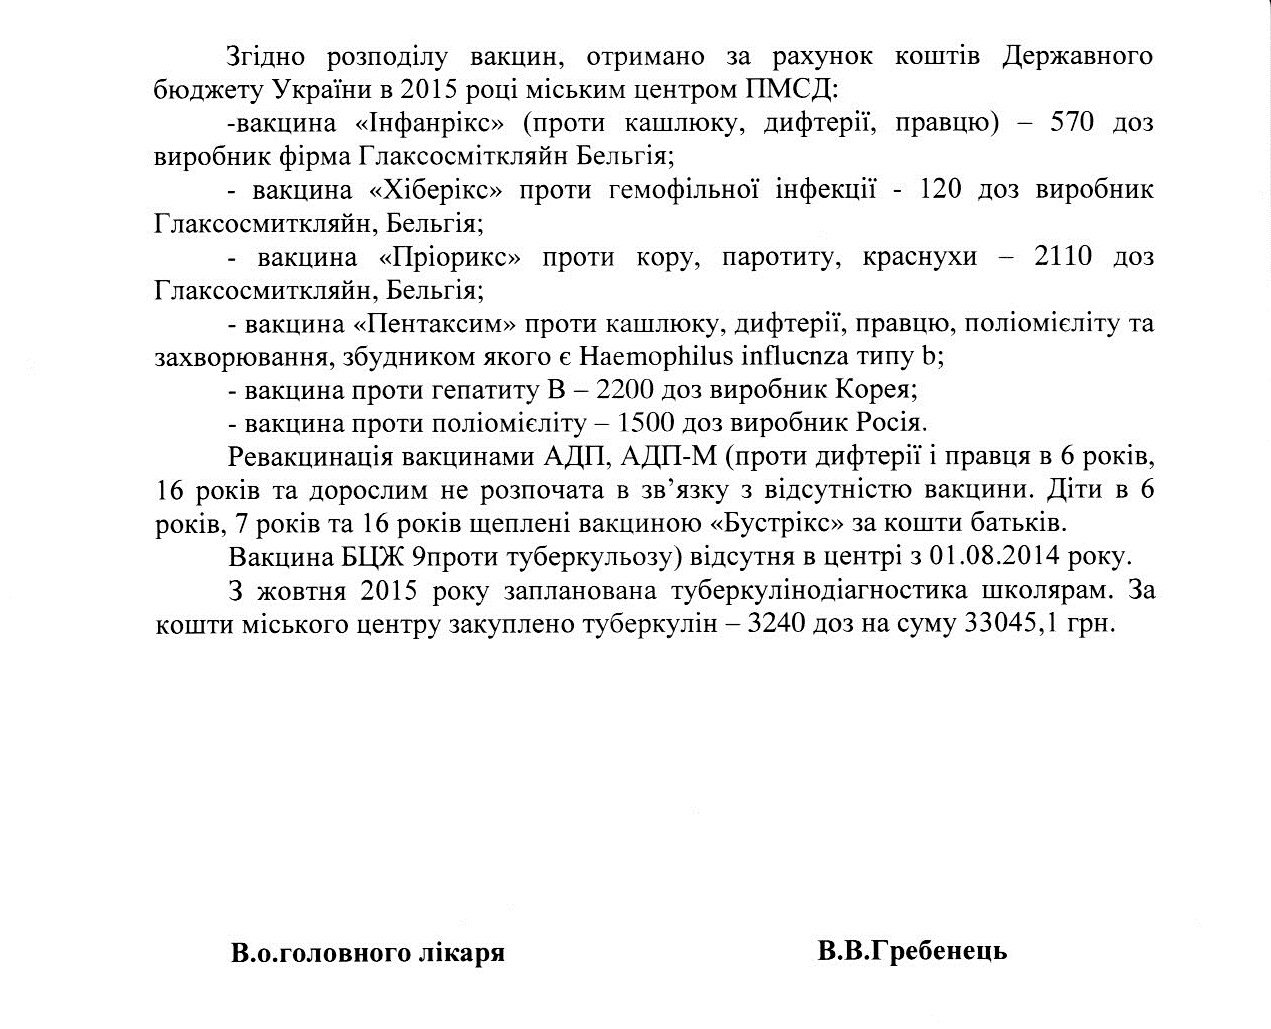 Згідно розподілу вакцин, отримано за рахунок коштів Державного
бюджету України в 2015 році міським центром ПМСД:
-вакцина «Інфанрікс» (проти кашлюку, дифтерії, правцю) – 570 доз
виробник фірма Глаксосміткляйн Бельгія;
- вакцина «Хіберікс» проти гемофільної інфекції - 120 доз виробник
Глаксосмиткляйн, Бельгія;
- вакцина «Пріорикс» проти кору, паротиту, краснухи – 2110 доз
Глаксосмиткляйн, Бельгія;
- вакцина «Пентаксим» проти кашлюку, дифтерії, правцю, поліомієліту та
захворювання, збудником якого є Haemophilus influcnza типу b;
- вакцина проти гепатиту В – 2200 доз виробник Корея;
- вакцина проти поліомієліту – 1500 доз виробник Росія.
Ревакцинація вакцинами АДП, АДП-М (проти дифтерії і правця в 6 років,
16 років та дорослим не розпочата в зв’язку з відсутністю вакцини. Діти в 6
років, 7 років та 16 років щеплені вакциною «Бустрікс» за кошти батьків.
Вакцина БЦЖ 9проти туберкульозу) відсутня в центрі з 01.08.2014 року.
З жовтня 2015 року запланована туберкулінодіагностика школярам. За
кошти міського центру закуплено туберкулін – 3240 доз на суму 33045,1 грн.
В.о.головного лікаря В.В.Гребенець